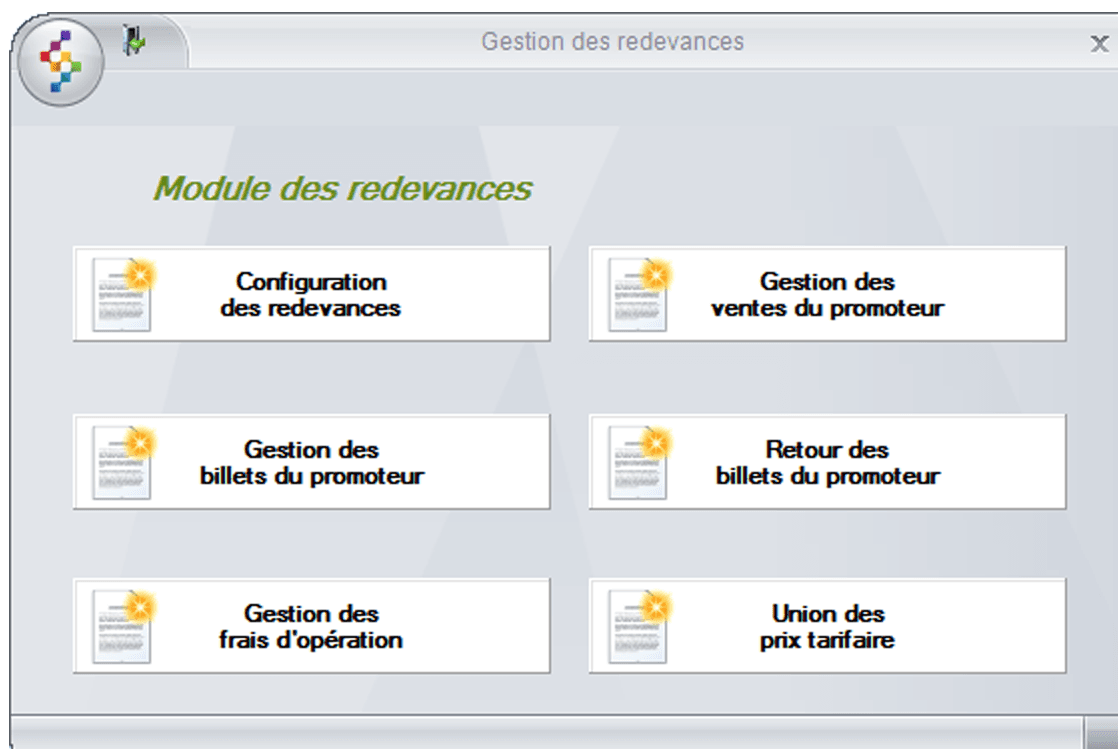 Gestion des redevances
Module des redevances
Configuration
des redevances
Gestion des
ventes du promoteur
Gestion des
billets du promoteur
Retour des
billets du promoteur
Gestion des
frais d'opération
Union des
prix tarifaire